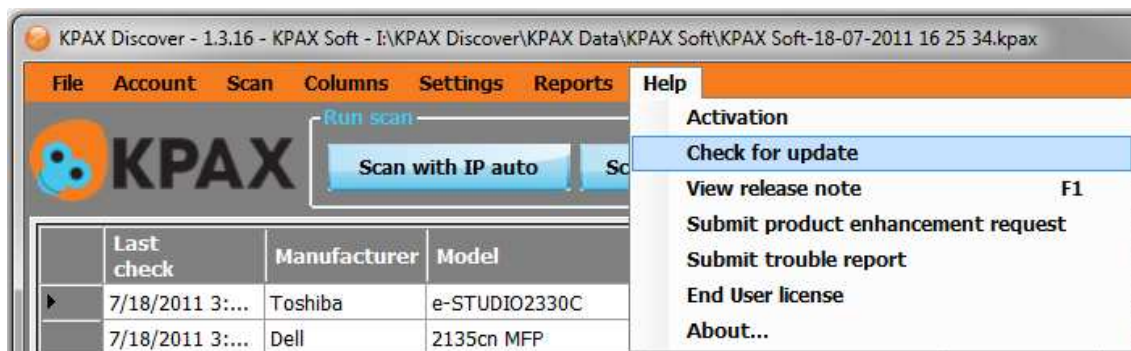 KPAX Discover - 1.3.16 - KPAX Soft - I:\KPAX Discover\KPAX Data\KPAX Soft\KPAX Soft-18-07-2011 16 25 34.kpax
File Account Scan Columns Settings Reports Help
Activation
Check for update
View release note F1
Submit product enhancement request
Submit trouble report
End User license
About...
KPAX
Run scan
Scan with IP auto Sc
Last check Manufacturer Model
7/18/2011 3:... Toshiba e-STUDIO2330C
7/18/2011 3:... Dell 2135cn MFP